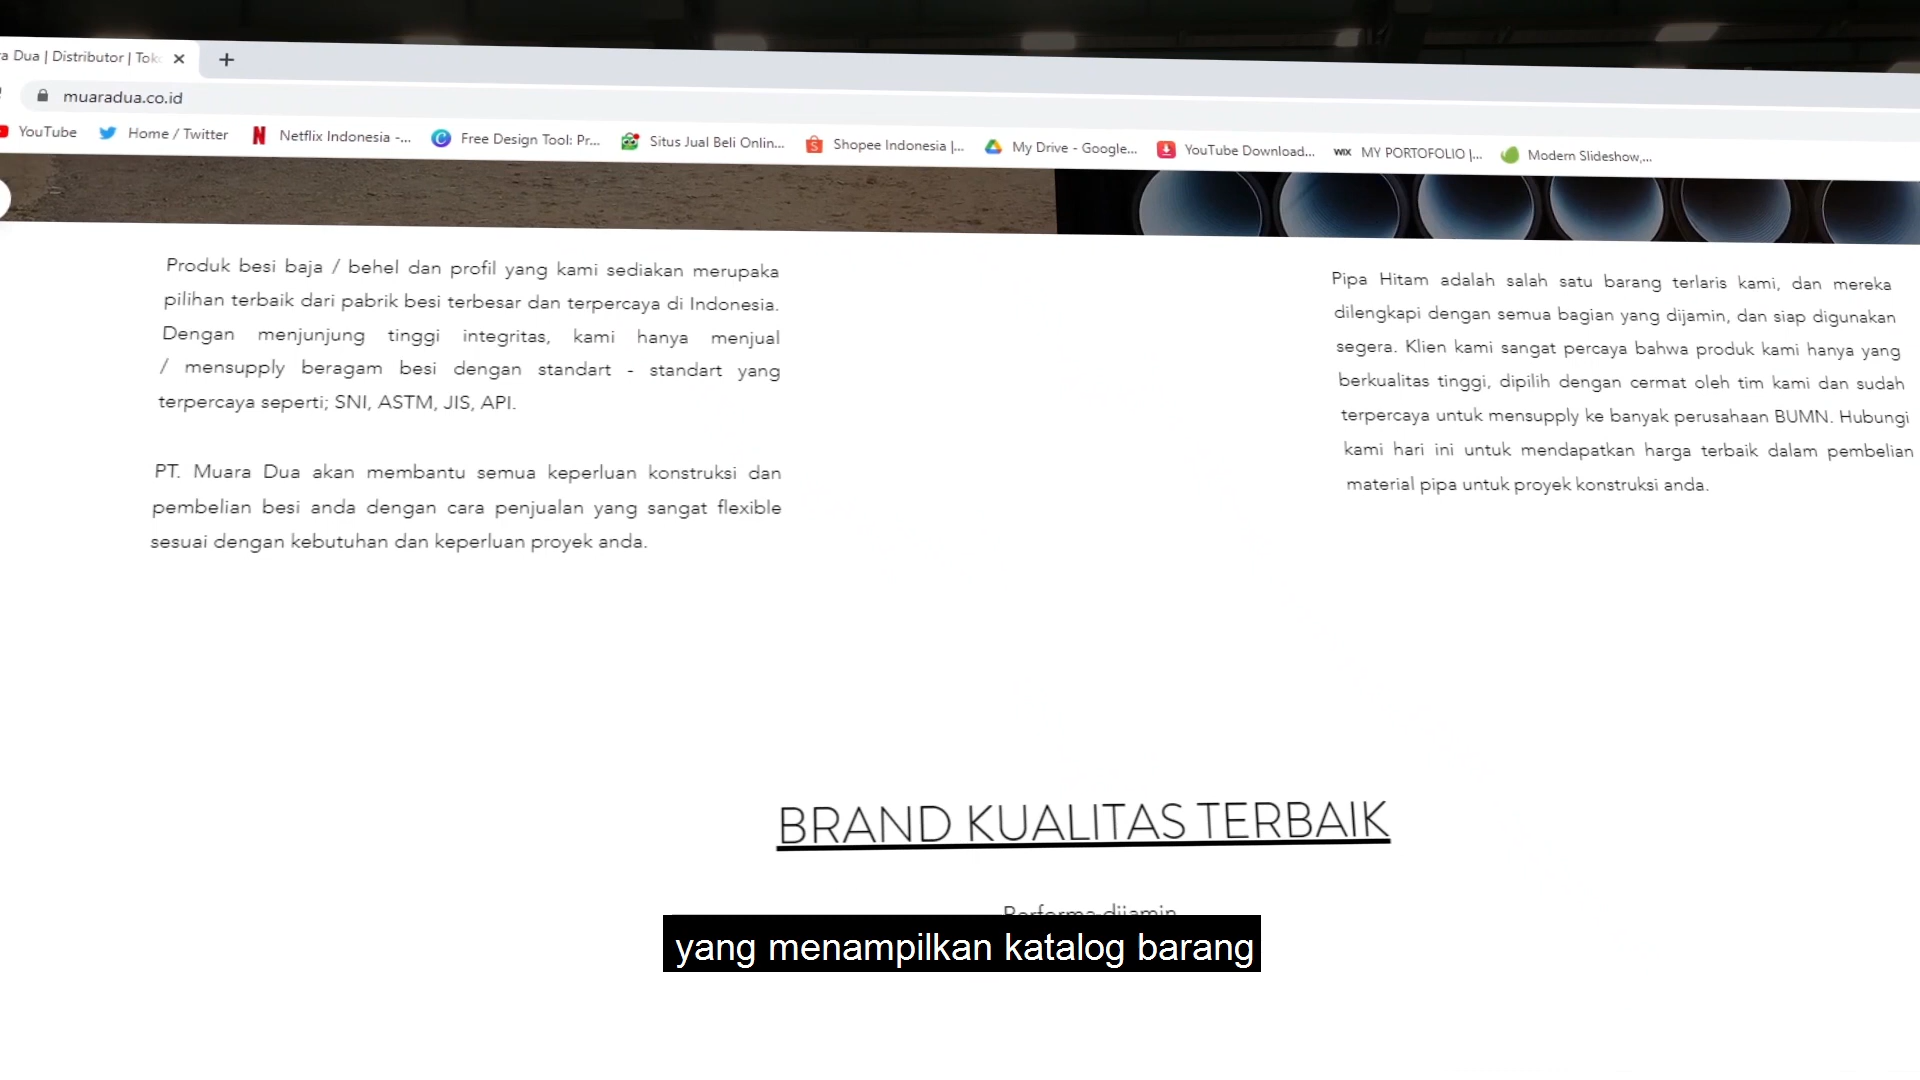 a Dua | Distributor | Tok
muaradua.co.id
YouTube
Home / Twitter
Netflix Indonesia -...
Free Design Tool: Pr...
Situs Jual Beli Onlin...
Shopee Indonesia |...
My Drive - Google...
YouTube Download...
WIX MY PORTOFOLIO |...
Modern Slideshow,...
Produk besi baja / behel dan profil yang kami sediakan merupaka
pilihan terbaik dari pabrik besi terbesar dan terpercaya di Indonesia.
Dengan menjunjung tinggi integritas, kami hanya menjual
/ mensupply beragam besi dengan standart - standart yang
terpercaya seperti; SNI, ASTM, JIS, API.
PT. Muara Dua akan membantu semua keperluan konstruksi dan
pembelian besi anda dengan cara penjualan yang sangat flexible
sesuai dengan kebutuhan dan keperluan proyek anda.
Pipa Hitam adalah salah satu barang terlaris kami, dan mereka
dilengkapi dengan semua bagian yang dijamin, dan siap digunakan
segera. Klien kami sangat percaya bahwa produk kami hanya yang
berkualitas tinggi, dipilih dengan cermat oleh tim kami dan sudah
terpercaya untuk mensupply ke banyak perusahaan BUMN. Hubungi
kami hari ini untuk mendapatkan harga terbaik dalam pembelian
material pipa untuk proyek konstruksi anda.
BRAND KUALITAS TERBAIK
Performa dijamin
yang menampilkan katalog barang